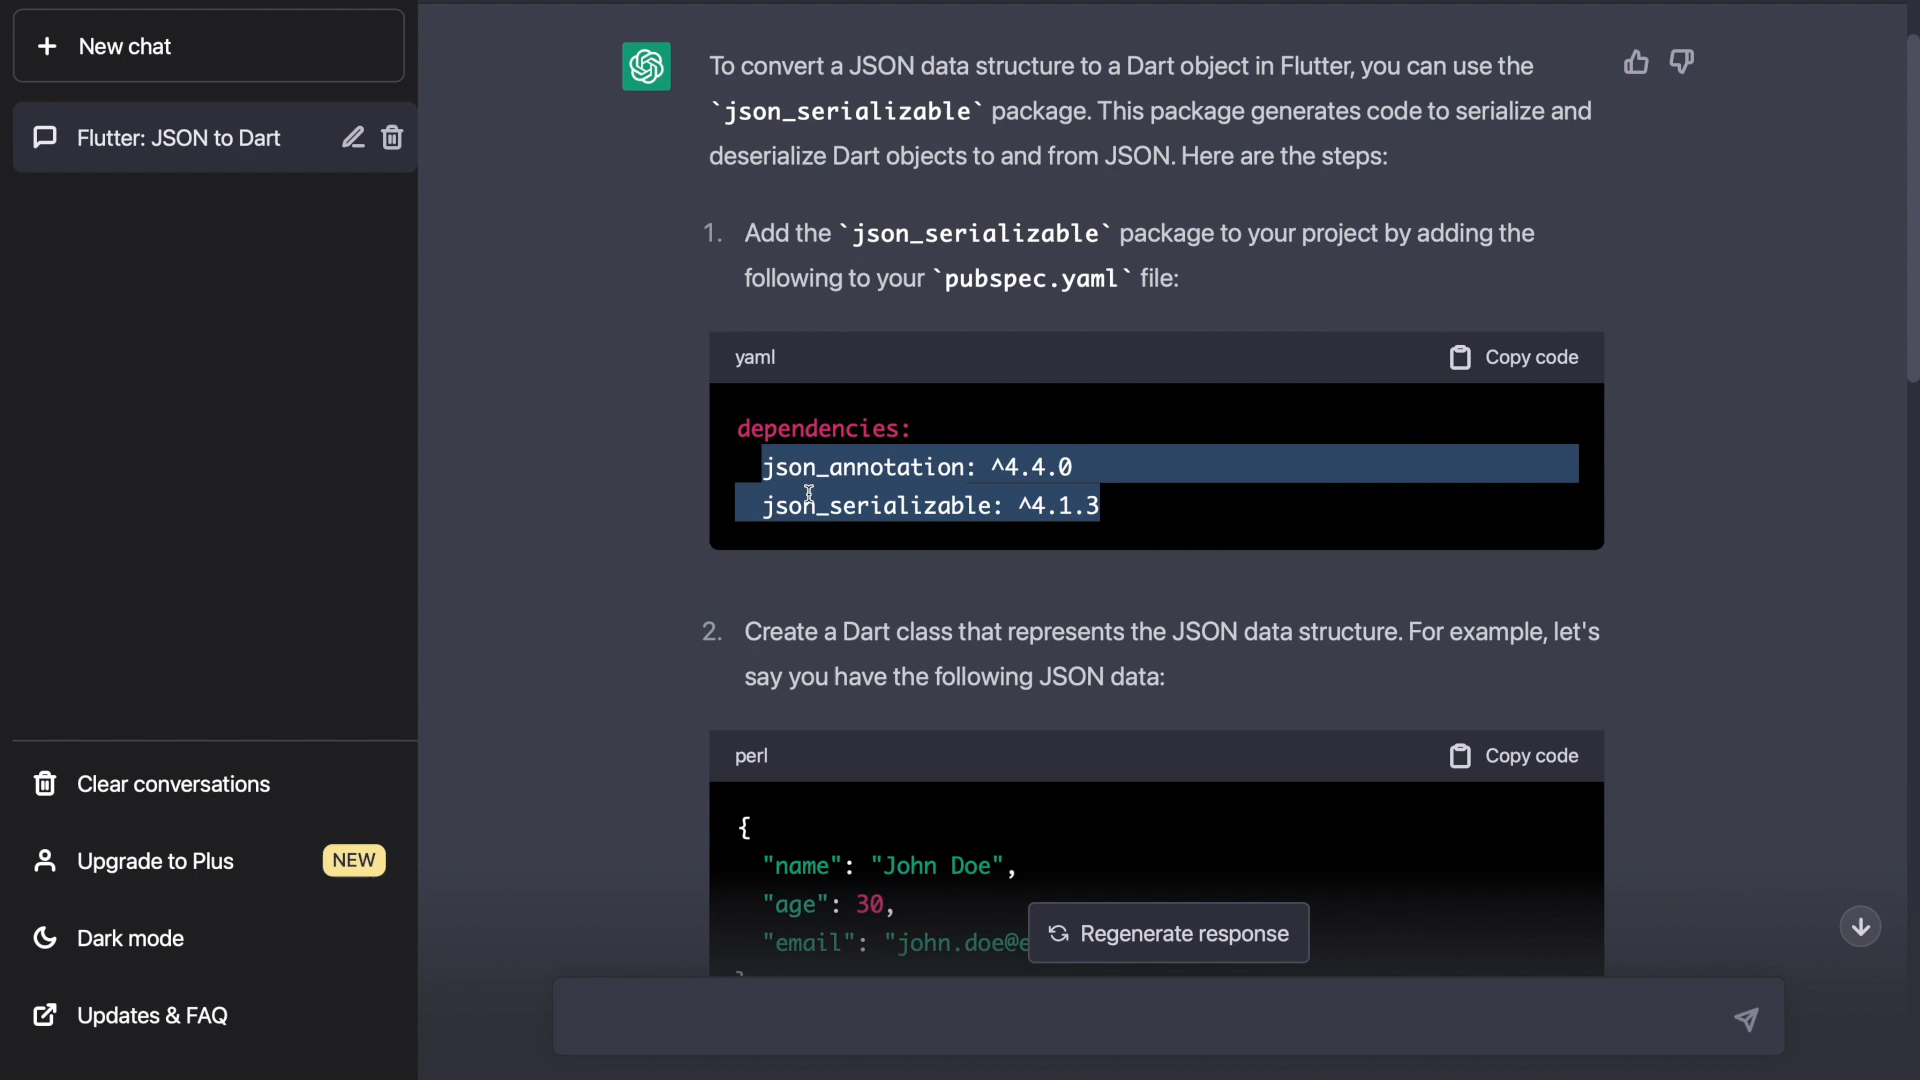 New chat
Flutter: JSON to Dart
To convert a JSON data structure to a Dart object in Flutter, you can use the
`json_serializable` package. This package generates code to serialize and
deserialize Dart objects to and from JSON. Here are the steps:
1. Add the `json_serializable` package to your project by adding the
following to your `pubspec.yaml` file:
yaml
Copy code
dependencies:
json_annotation: ^4.4.0
json_serializable: ^4.1.3
2. Create a Dart class that represents the JSON data structure. For example, let's
say you have the following JSON data:
perl
Copy code
{
"name": "John Doe",
"age": 30,
"email": "john.doe@e
Regenerate response
Clear conversations
Upgrade to Plus
NEW
Dark mode
Updates & FAQ